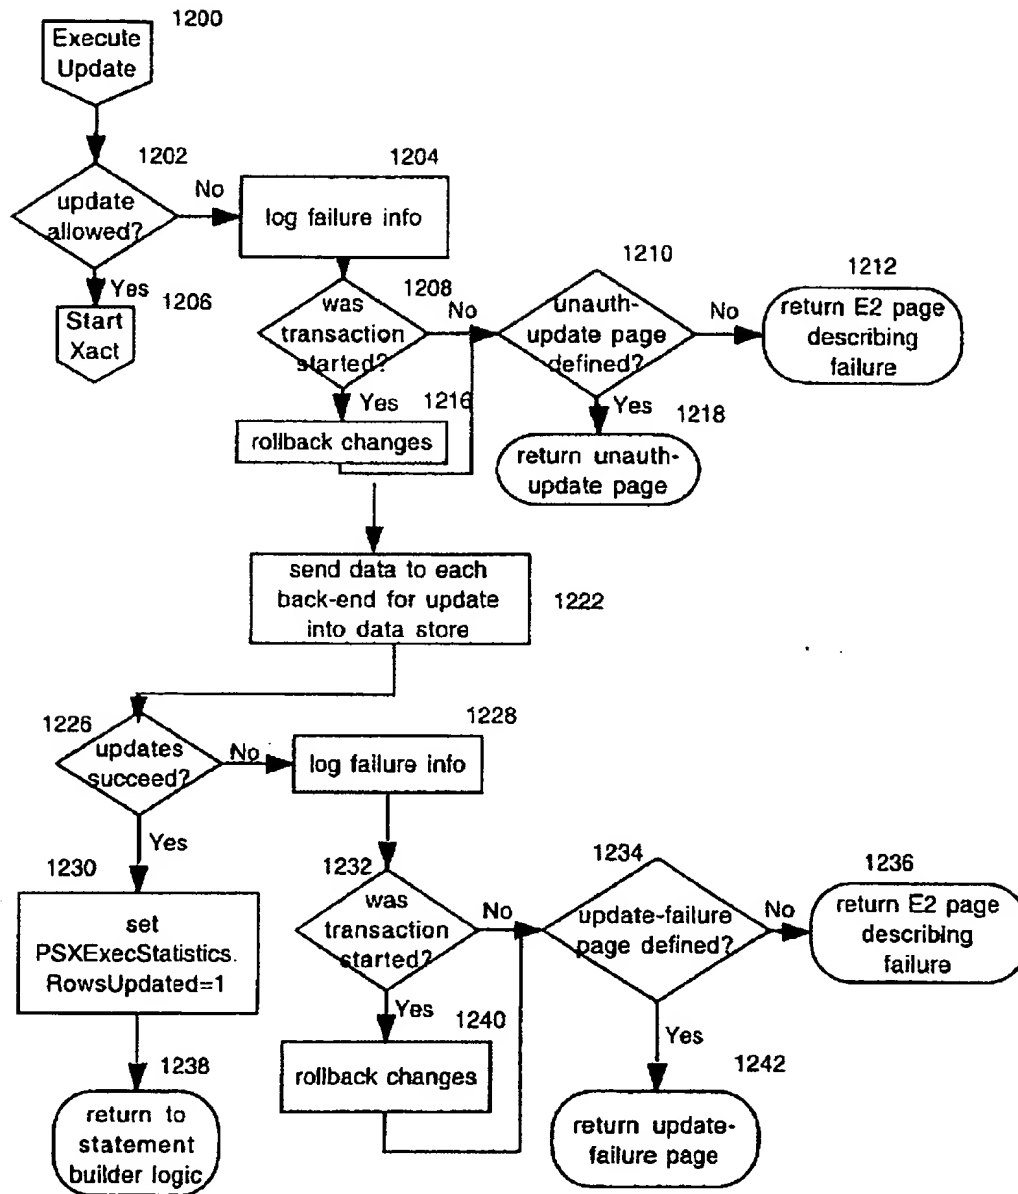 1200
Execute
Update
1202
update
allowed?
No
1204
log failure info
Yes
1206
Start
Xact
1208
was
transaction
started?
No
1210
unauth-
update page
defined?
No
1212
return E2 page
describing
failure
Yes
1216
rollback changes
Yes
1218
return unauth-
update page
send data to each
back-end for update
into data store
1222
1226
updates
succeed?
No
1228
log failure info
Yes
1230
set
PSXExecStatistics.
RowsUpdated=1
1232
was
transaction
started?
No
1234
update-failure
page defined?
No
1236
return E2 page
describing
failure
Yes
1240
rollback changes
Yes
1242
return update-
failure page
1238
return to
statement
builder logic